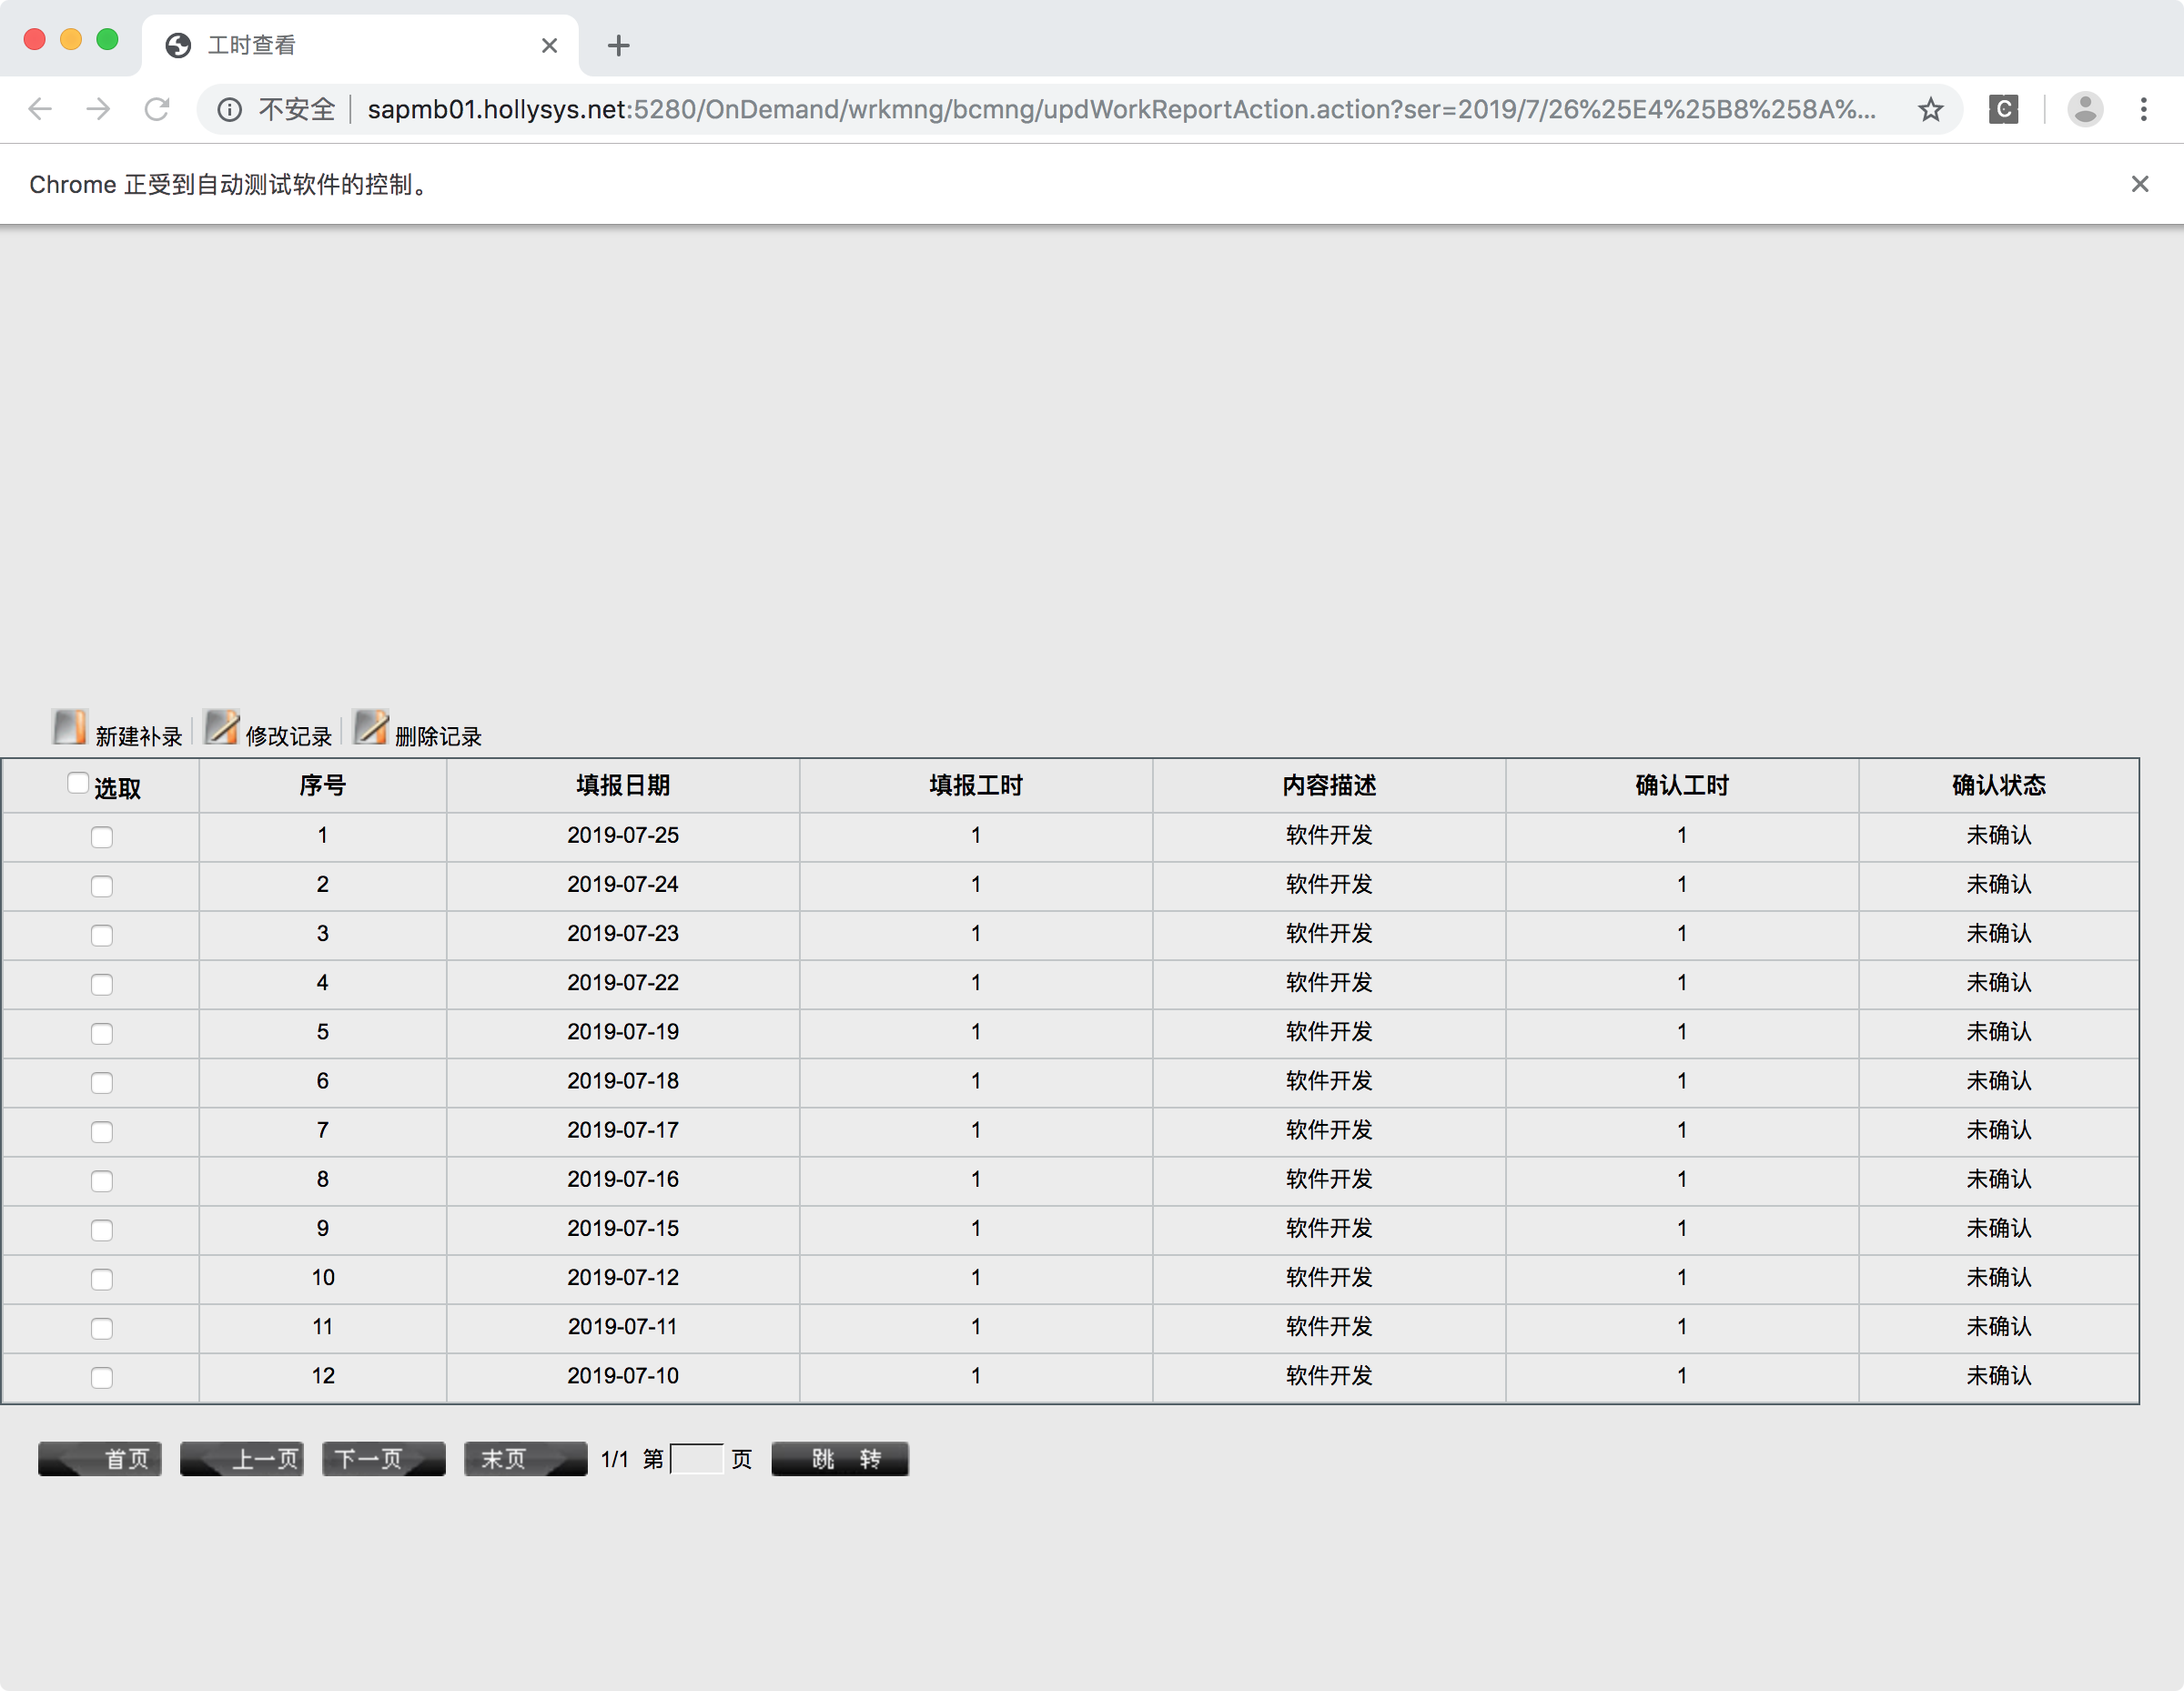 工时查看
不安全 sapmb01.hollysys.net:5280/OnDemand/wrkmng/bcmng/updWorkReportAction.action?ser=2019/7/26%25E4%25B8%258A%... C
Chrome 正受到自动测试软件的控制。
新建补录 修改记录 删除记录
选取 序号 填报日期 填报工时 内容描述 确认工时 确认状态
1 2019-07-25 1 软件开发 1 未确认
2 2019-07-24 1 软件开发 1 未确认
3 2019-07-23 1 软件开发 1 未确认
4 2019-07-22 1 软件开发 1 未确认
5 2019-07-19 1 软件开发 1 未确认
6 2019-07-18 1 软件开发 1 未确认
7 2019-07-17 1 软件开发 1 未确认
8 2019-07-16 1 软件开发 1 未确认
9 2019-07-15 1 软件开发 1 未确认
10 2019-07-12 1 软件开发 1 未确认
11 2019-07-11 1 软件开发 1 未确认
12 2019-07-10 1 软件开发 1 未确认
首页 上一页 下一页 末页 1/1 第 页 跳 转